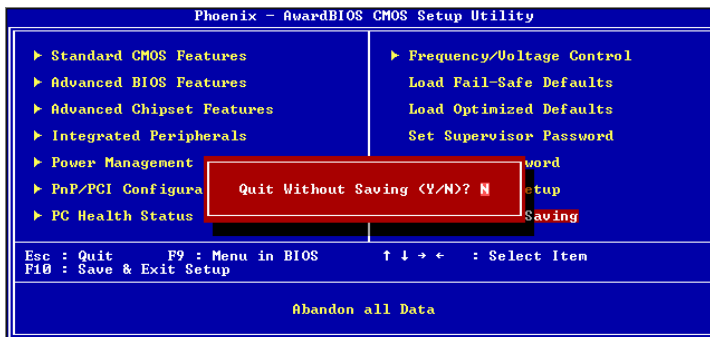 Phoenix - AwardBIOS CMOS Setup Utility
► Standard CMOS Features
► Advanced BIOS Features
► Advanced Chipset Features
► Integrated Peripherals
► Power Management
► PnP/PCI Configura
► PC Health Status
► Frequency/Voltage Control
Load Fail-Safe Defaults
Load Optimized Defaults
Set Supervisor Password
word
etup
Saving
Quit Without Saving (Y/N)? N
Esc : Quit F9 : Menu in BIOS ↑ ↓ → ← : Select Item
F10 : Save & Exit Setup
Abandon all Data